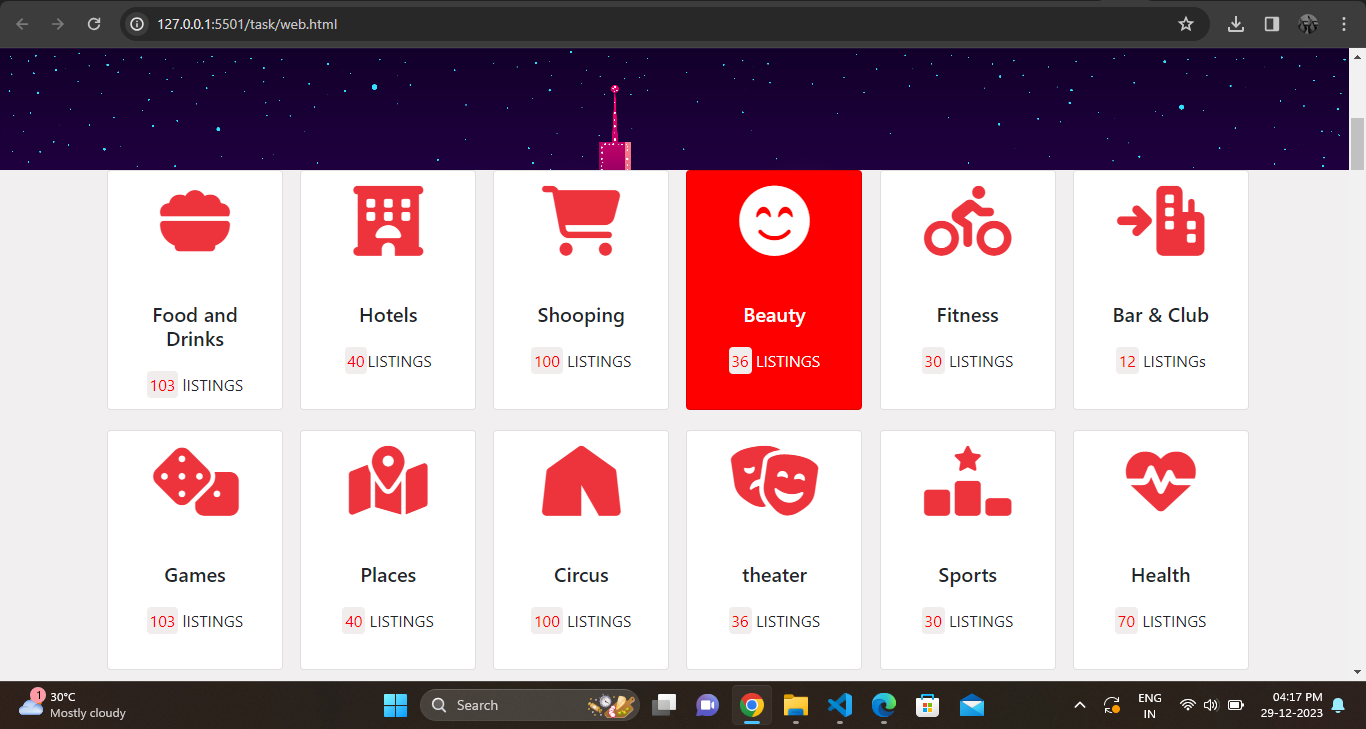 127.0.0.1:5501/task/web.html
Food and
Drinks
103 lISTINGS
Hotels
40 LISTINGS
Shooping
100 LISTINGS
Beauty
36 LISTINGS
Fitness
30 LISTINGS
Bar & Club
12 LISTINGs
Games
103 lISTINGS
Places
40 LISTINGS
Circus
100 LISTINGS
theater
36 LISTINGS
Sports
30 LISTINGS
Health
70 LISTINGS
1
30°C
Mostly cloudy
Search
ENG
IN
04:17 PM
29-12-2023